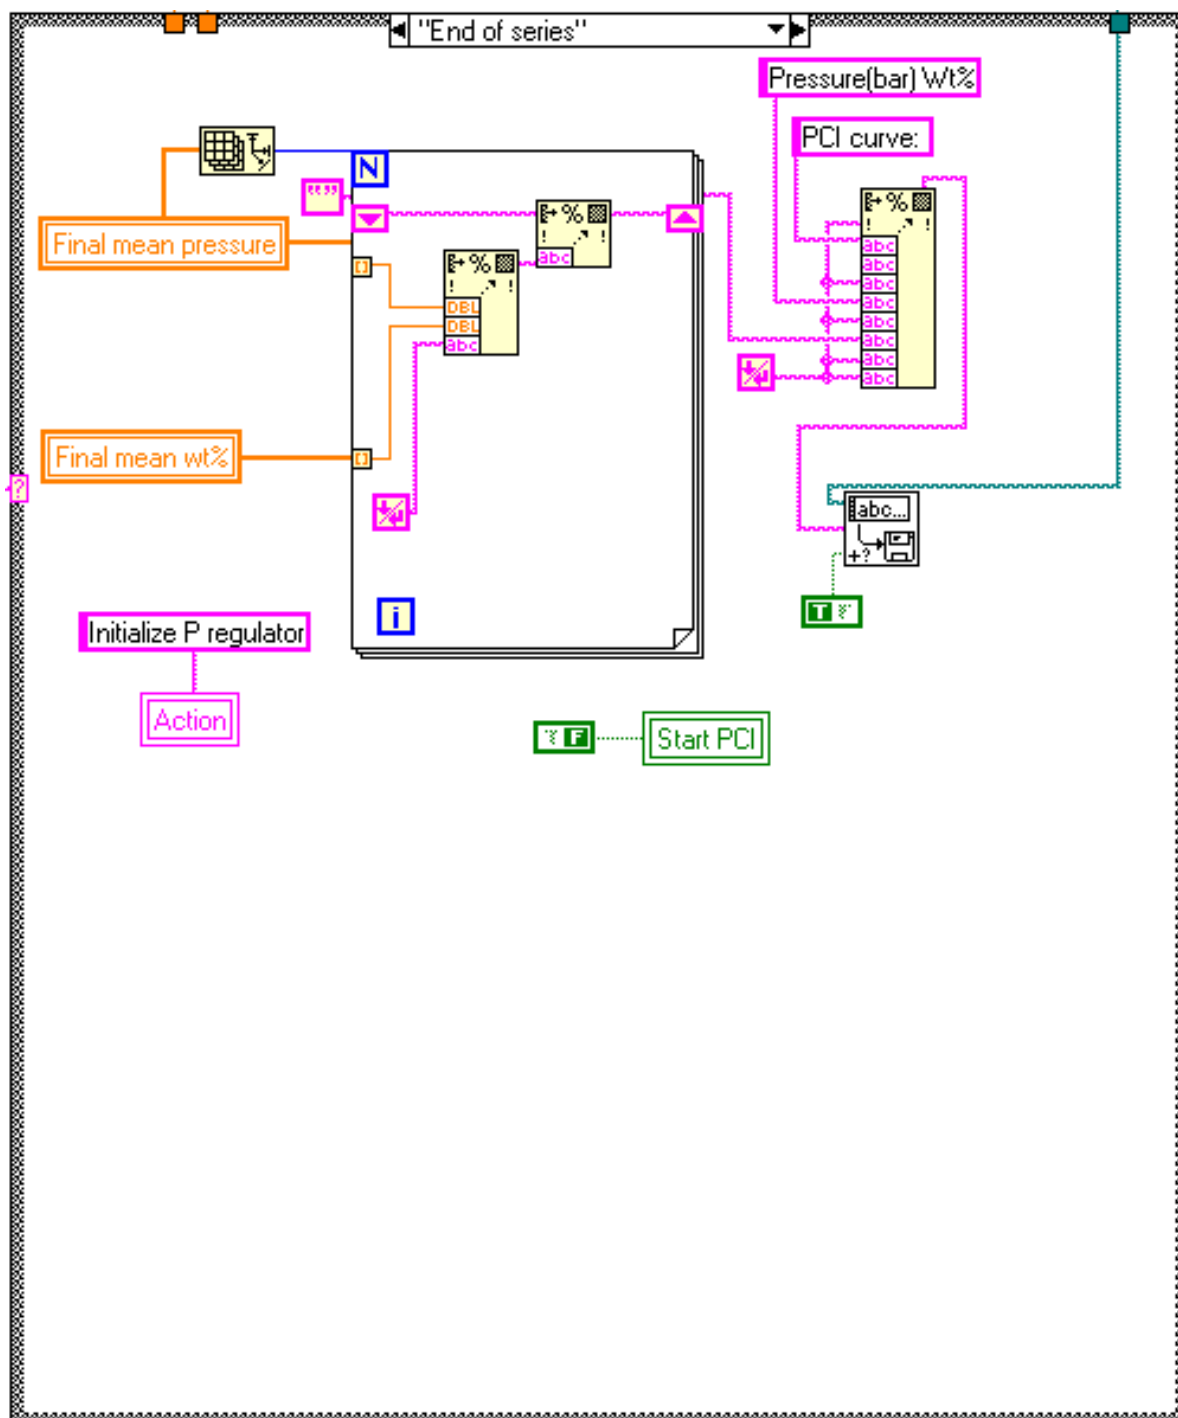 "End of series"
Pressure(bar) Wt%
PCI curve:
N
% 
!  !
abc
Final mean pressure
%
!  !
DBL
DBL
abc
%
!  !
abc
abc
abc
abc
abc
abc
abc
abc
Final mean wt%
?
abc...
+?
T
i
Initialize P regulator
Action
F
Start PCI